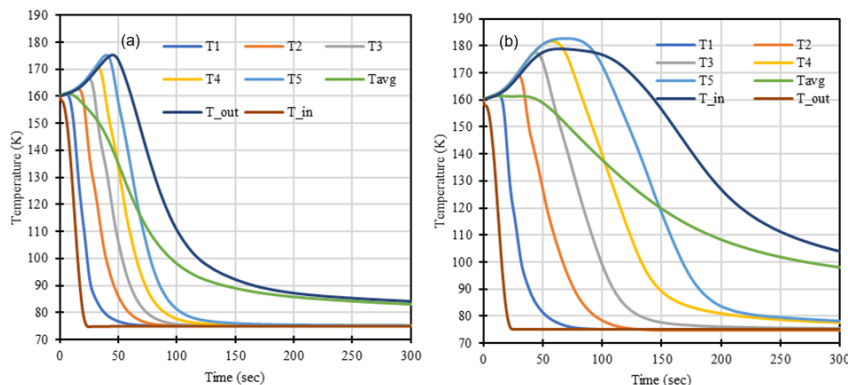 (a)
T1 T2 T3
T4 T5 Tavg
T_out T_in
Temperature (K)
180
170
160
150
140
130
120
110
100
90
80
70
0 50 100 150 200 250 300
Time (sec)
(b)
T1 T2
T3 T4
T5 Tavg
T_in T_out
Temperature (K)
190
180
170
160
150
140
130
120
110
100
90
80
70
0 50 100 150 200 250 300
Time (sec)